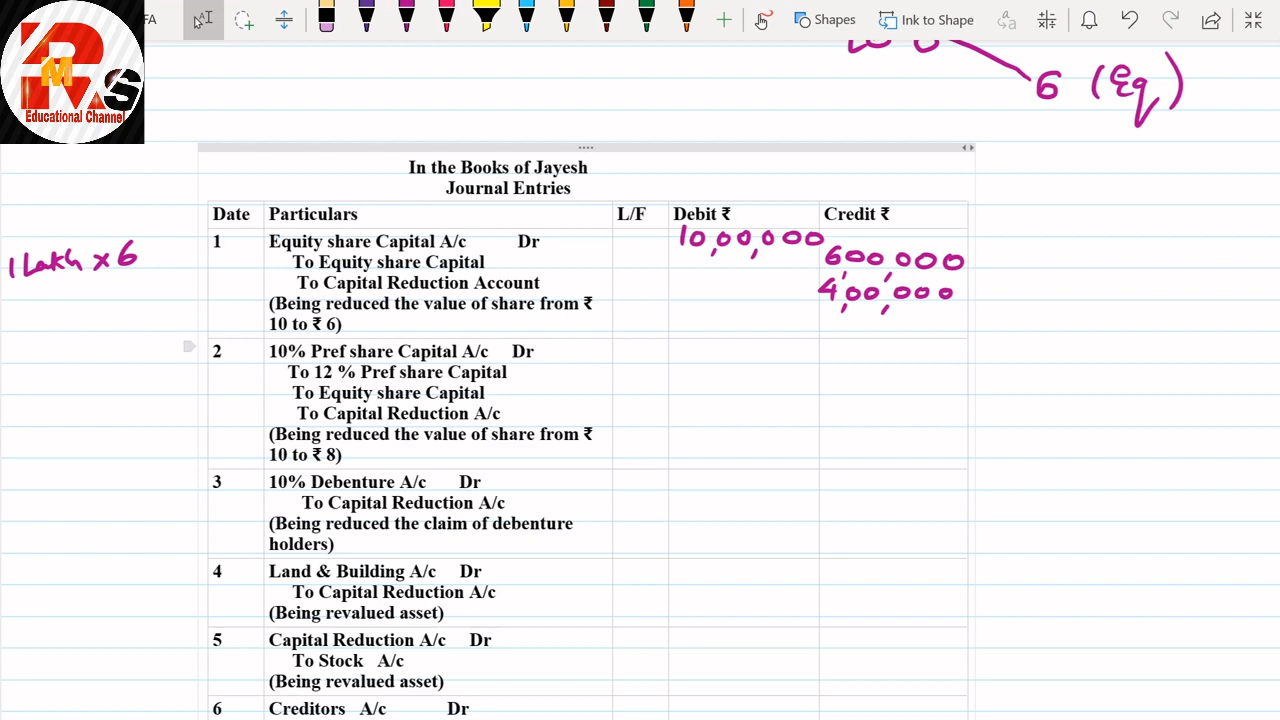 FA
Shapes
Ink to Shape
RMS
Educational Channel
6 (Eq)
In the Books of Jayesh
Journal Entries
Date Particulars L/F Debit ₹ Credit ₹
1 Equity share Capital A/c Dr 10,00,000
To Equity share Capital 6,00,000
To Capital Reduction Account 4,00,000
(Being reduced the value of share from ₹
10 to ₹ 6)
1 Lakh × 6
2 10% Pref share Capital A/c Dr
To 12 % Pref share Capital
To Equity share Capital
To Capital Reduction A/c
(Being reduced the value of share from ₹
10 to ₹ 8)
3 10% Debenture A/c Dr
To Capital Reduction A/c
(Being reduced the claim of debenture
holders)
4 Land & Building A/c Dr
To Capital Reduction A/c
(Being revalued asset)
5 Capital Reduction A/c Dr
To Stock A/c
(Being revalued asset)
6 Creditors A/c Dr